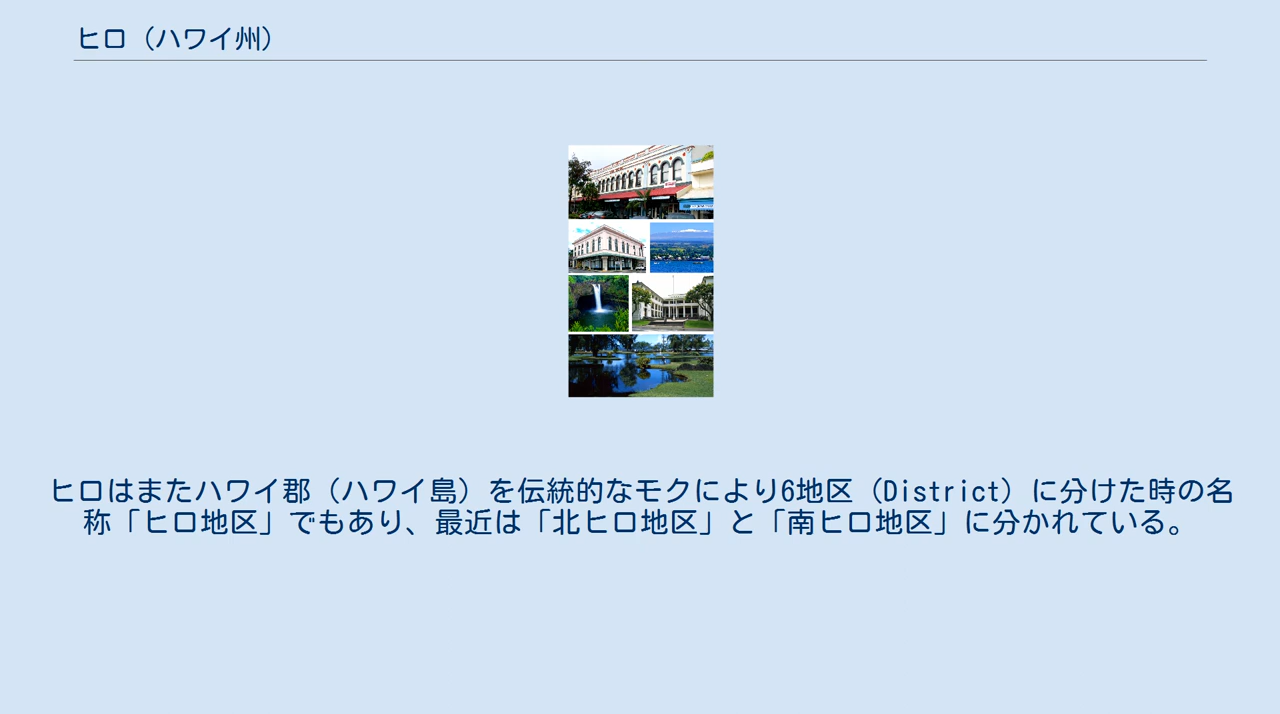 ヒロ（ハワイ州）
ヒロはまたハワイ郡（ハワイ島）を伝統的なモクにより6地区（District）に分けた時の名
称「ヒロ地区」でもあり、最近は「北ヒロ地区」と「南ヒロ地区」に分かれている。